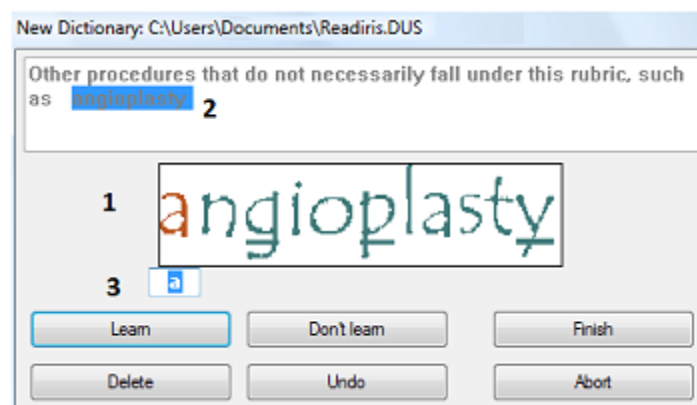 New Dictionary: C:\Users\Documents\Readiris.DUS
Other procedures that do not necessarily fall under this rubric, such
as angioplasty 2
1 angioplasty
3 a
Learn Don't learn Finish
Delete Undo Abort